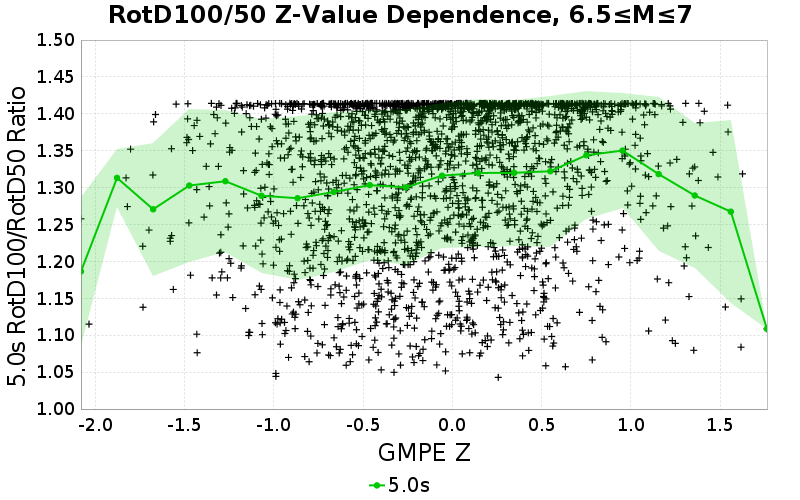 RotD100/50 Z-Value Dependence, 6.5≤M≤7
5.0s RotD100/RotD50 Ratio
1.50
1.45
1.40
1.35
1.30
1.25
1.20
1.15
1.10
1.05
1.00
-2.0 -1.5 -1.0 -0.5 0.0 0.5 1.0 1.5
GMPE Z
5.0s